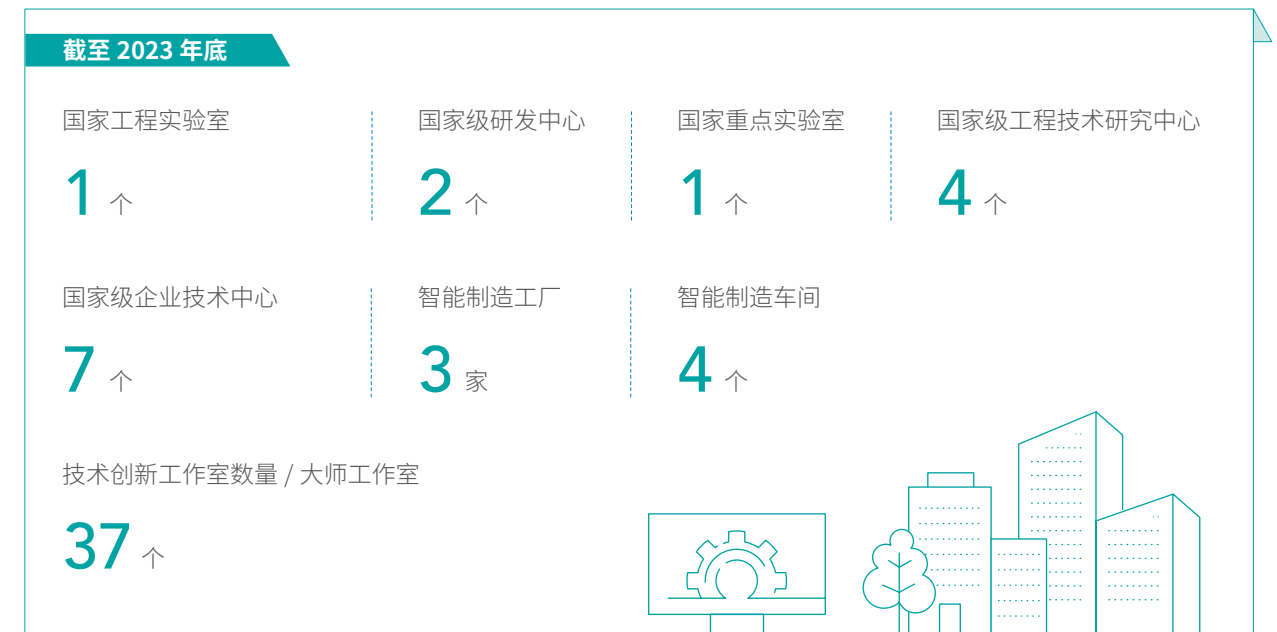 截至 2023 年底
国家工程实验室
1 个
国家级研发中心
2 个
国家重点实验室
1 个
国家级工程技术研究中心
4 个
国家级企业技术中心
7 个
智能制造工厂
3 家
智能制造车间
4 个
技术创新工作室数量 / 大师工作室
37 个